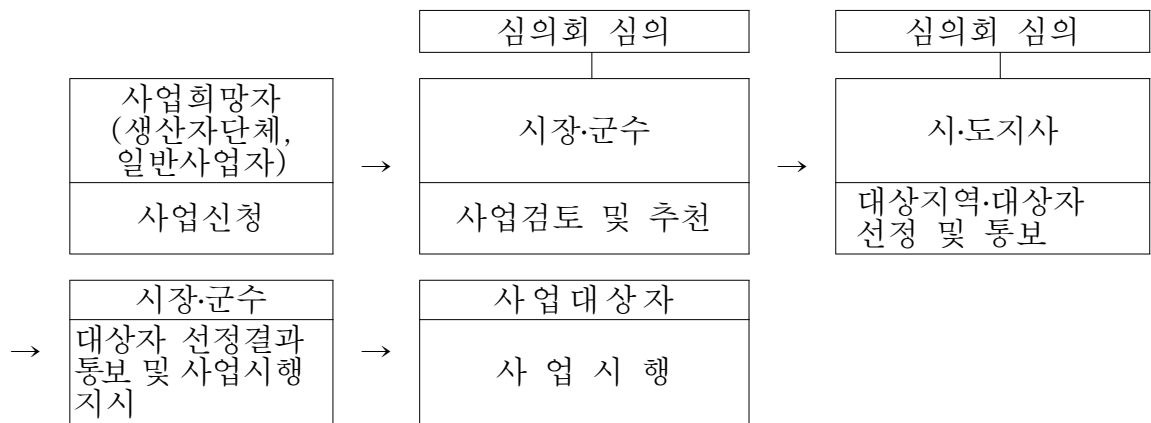 심의회 심의
심의회 심의
사업희망자
(생산자단체,
일반사업자)
→
시장·군수
→
시·도지사
사업신청
사업검토 및 추천
대상지역·대상자
선정 및 통보
→
시장·군수
대상자 선정결과
통보 및 사업시행
지시
→
사업대상자
사 업 시 행